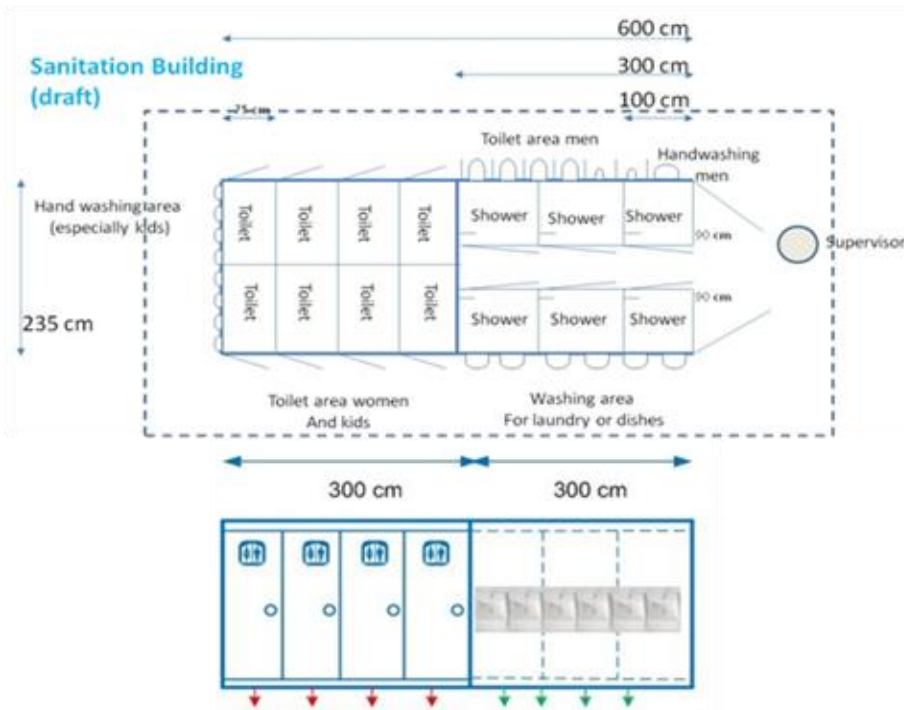 600 cm
Sanitation Building
(draft)
300 cm
75 cm
100 cm
Toilet area men
Handwashing
men
Hand washing area
(especially kids)
Toilet
Toilet
Toilet
Toilet
Shower
Shower
Shower
90 cm
Supervisor
Toilet
Toilet
Toilet
Toilet
90 cm
Shower
Shower
Shower
235 cm
Toilet area women
And kids
Washing area
For laundry or dishes
300 cm
300 cm